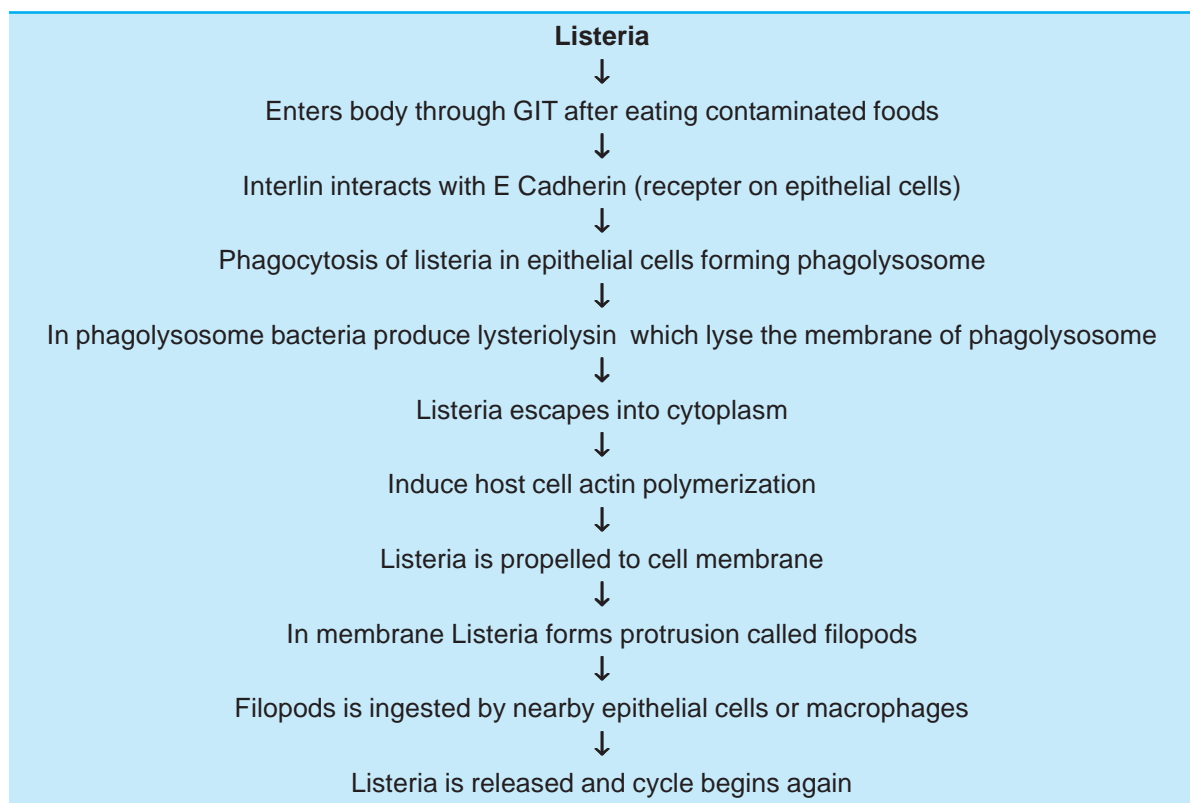 Listeria
↓
Enters body through GIT after eating contaminated foods
↓
Interlin interacts with E Cadherin (recepter on epithelial cells)
↓
Phagocytosis of listeria in epithelial cells forming phagolysosome
↓
In phagolysosome bacteria produce lysteriolysin which lyse the membrane of phagolysosome
↓
Listeria escapes into cytoplasm
↓
Induce host cell actin polymerization
↓
Listeria is propelled to cell membrane
↓
In membrane Listeria forms protrusion called filopods
↓
Filopods is ingested by nearby epithelial cells or macrophages
↓
Listeria is released and cycle begins again